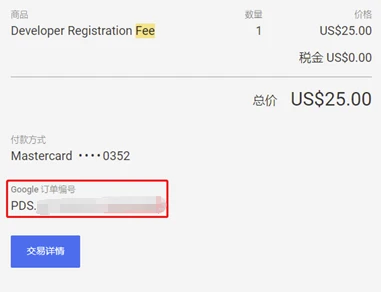 商品 数量 价格
Developer Registration Fee 1 US$25.00
税金 US$0.00
总价 US$25.00
付款方式
Mastercard ••••0352
Google 订单编号
PDS.
交易详情